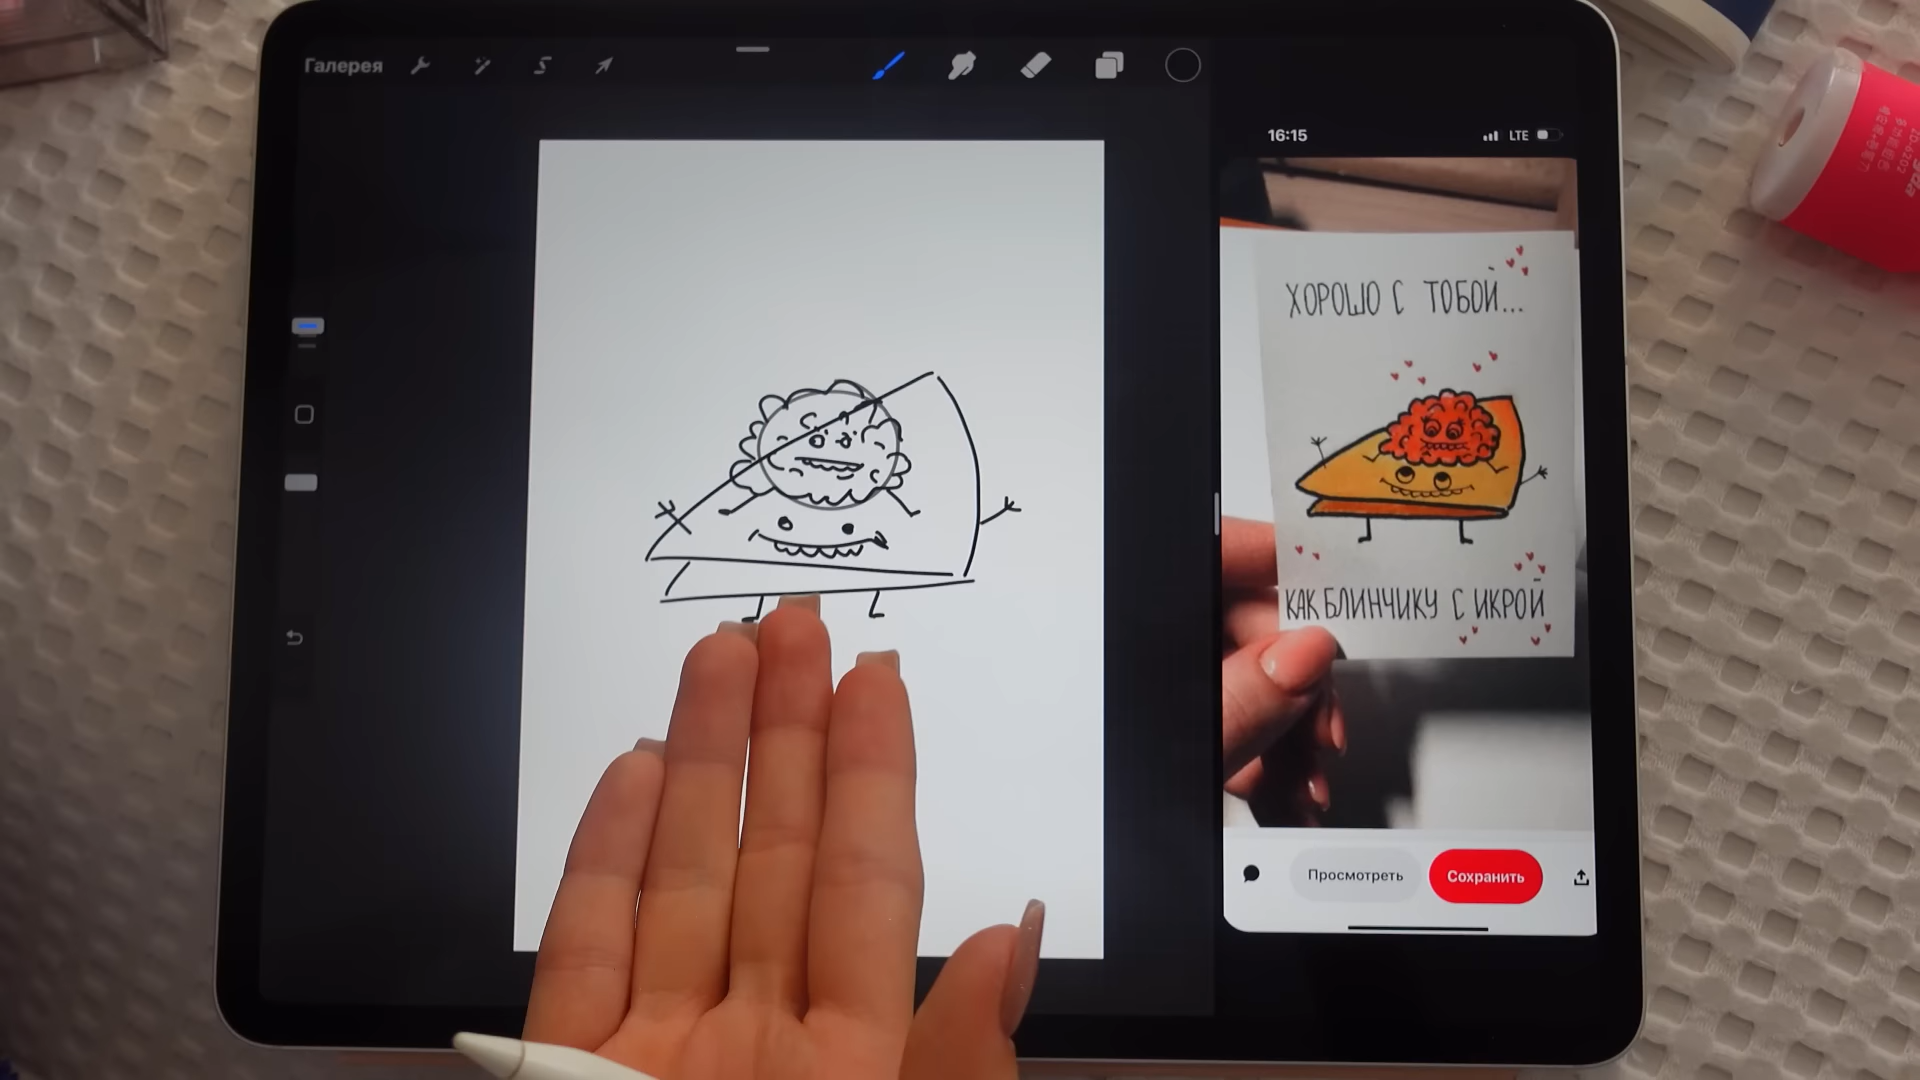 Галерея
16:15
LTE
ХОРОШО С ТОБОЙ...
КАК БЛИНЧИКУ С ИКРОЙ
Просмотреть
Сохранить